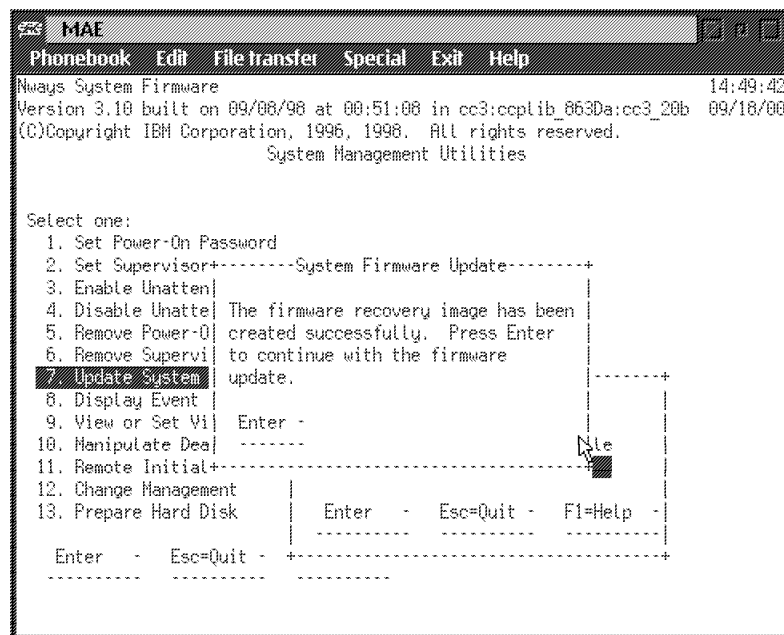 MAE
Phonebook Edit File transfer Special Exit Help
Nways System Firmware 14:49:42
Version 3.10 built on 09/08/98 at 00:51:08 in cc3:ccplib_863Da:cc3_20b 09/18/00
(C)Copyright IBM Corporation, 1996, 1998. All rights reserved.
System Management Utilities
Select one:
1. Set Power-On Password
2. Set Supervisor+--------System Firmware Update--------+
3. Enable Unatten|
4. Disable Unatte| The firmware recovery image has been |
5. Remove Power-O| created successfully. Press Enter |
6. Remove Supervi| to continue with the firmware |
7. Update System | update. |-------+
8. Display Event |
9. View or Set Vi| Enter -
10. Manipulate Dea| -------
11. Remote Initial+
12. Change Management |
13. Prepare Hard Disk | Enter - Esc=Quit - F1=Help -|
Enter - Esc=Quit -